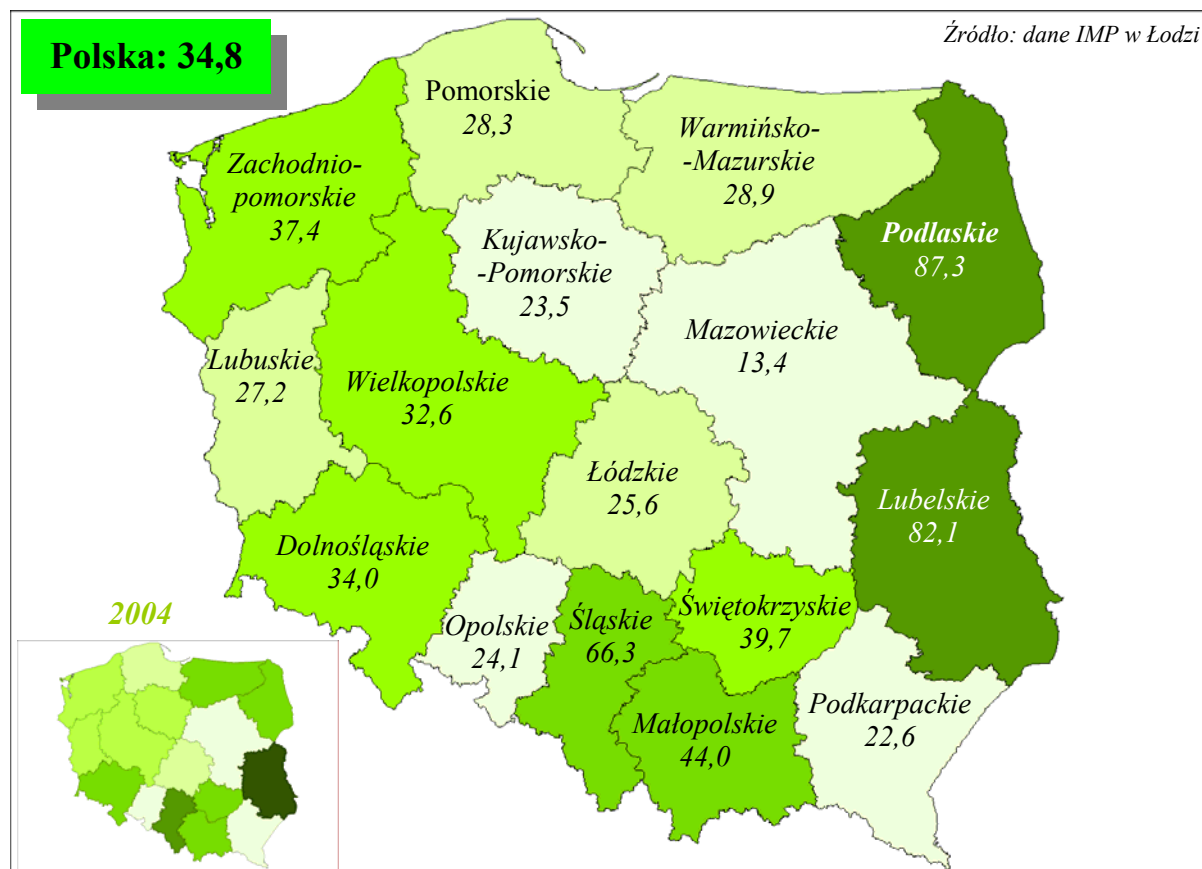 Polska: 34,8
Źródło: dane IMP w Łodzi
Pomorskie
28,3
Warmińsko-
-Mazurskie
28,9
Zachodnio-
pomorskie
37,4
Podlaskie
87,3
Kujawsko-
-Pomorskie
23,5
Mazowieckie
13,4
Lubuskie
27,2
Wielkopolskie
32,6
Łódzkie
25,6
Lubelskie
82,1
Dolnośląskie
34,0
Opolskie
24,1
Śląskie
66,3
Świętokrzyskie
39,7
Małopolskie
44,0
Podkarpackie
22,6
2004